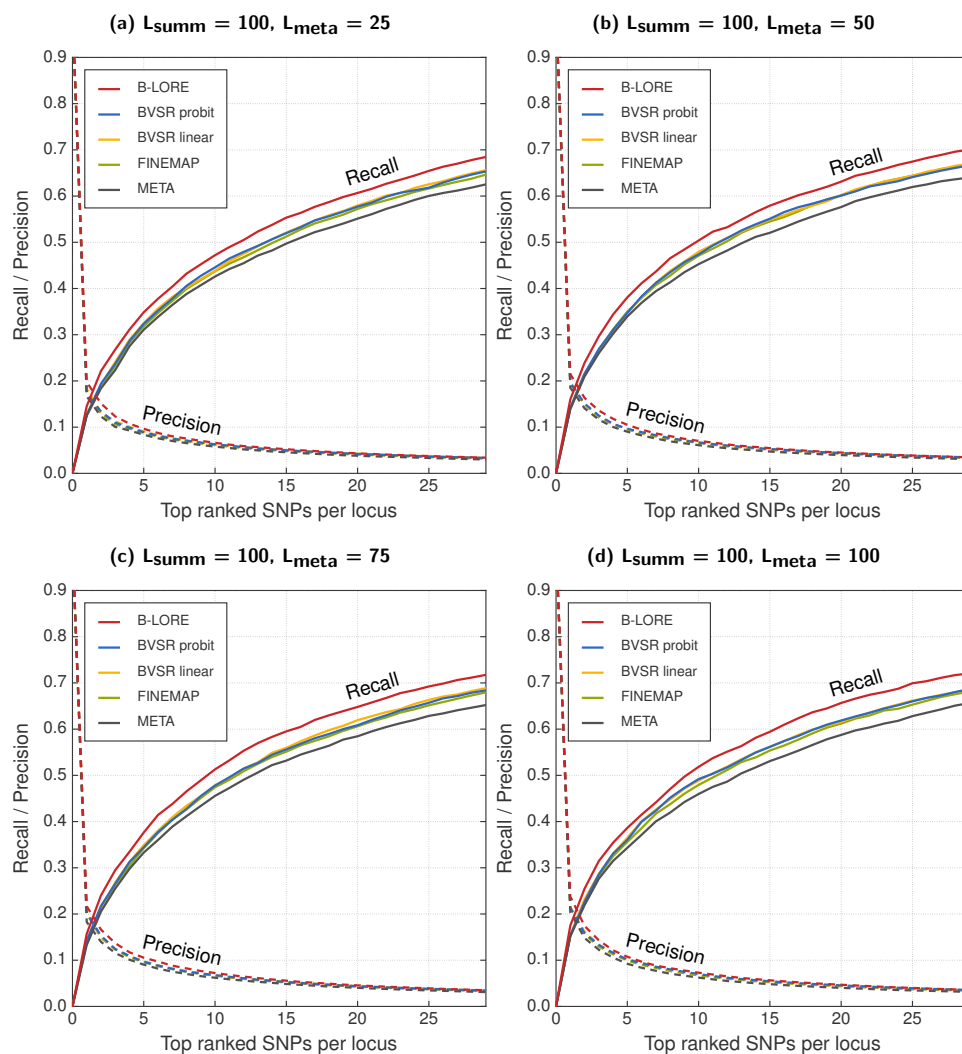 (a) Lsumm = 100, Lmeta = 25
0.9
0.8
0.7
0.6
0.5
0.4
0.3
0.2
0.1
0.0
Recall / Precision
B-LORE
BVSR probit
BVSR linear
FINEMAP
META
Recall
Precision
0 5 10 15 20 25
Top ranked SNPs per locus
(b) Lsumm = 100, Lmeta = 50
0.9
0.8
0.7
0.6
0.5
0.4
0.3
0.2
0.1
0.0
B-LORE
BVSR probit
BVSR linear
FINEMAP
META
Recall
Precision
0 5 10 15 20 25
Top ranked SNPs per locus
(c) Lsumm = 100, Lmeta = 75
0.9
0.8
0.7
0.6
0.5
0.4
0.3
0.2
0.1
0.0
Recall / Precision
B-LORE
BVSR probit
BVSR linear
FINEMAP
META
Recall
Precision
0 5 10 15 20 25
Top ranked SNPs per locus
(d) Lsumm = 100, Lmeta = 100
0.9
0.8
0.7
0.6
0.5
0.4
0.3
0.2
0.1
0.0
B-LORE
BVSR probit
BVSR linear
FINEMAP
META
Recall
Precision
0 5 10 15 20 25
Top ranked SNPs per locus